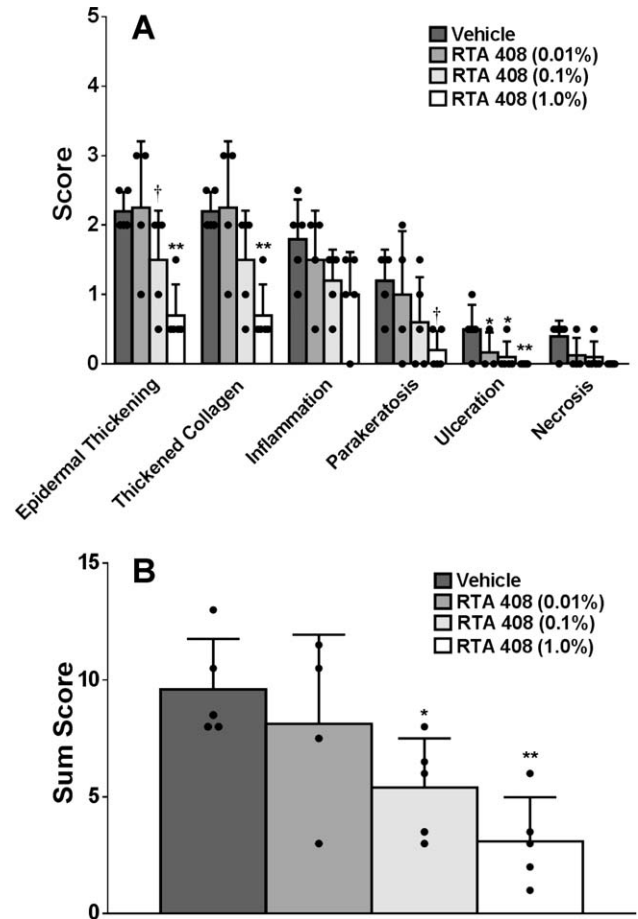 A
Vehicle
RTA 408 (0.01%)
RTA 408 (0.1%)
RTA 408 (1.0%)
Score
5
4
3
2
1
0
†
**
**
†
*
*
**
Epidermal Thickening
Thickened Collagen
Inflammation
Parakeratosis
Ulceration
Necrosis
B
Vehicle
RTA 408 (0.01%)
RTA 408 (0.1%)
RTA 408 (1.0%)
Sum Score
15
10
5
0
*
**